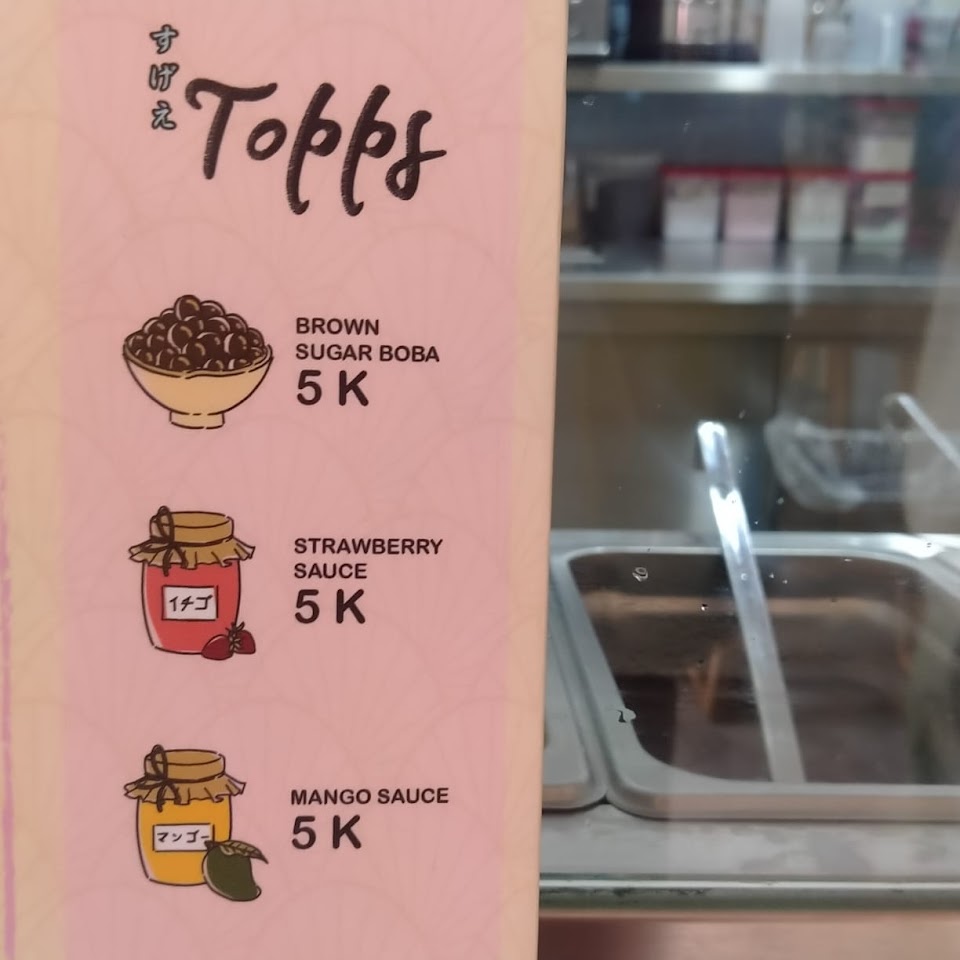 すげえ
Topps
BROWN
SUGAR BOBA
5 K
イチゴ
STRAWBERRY
SAUCE
5 K
マンゴー
MANGO SAUCE
5 K